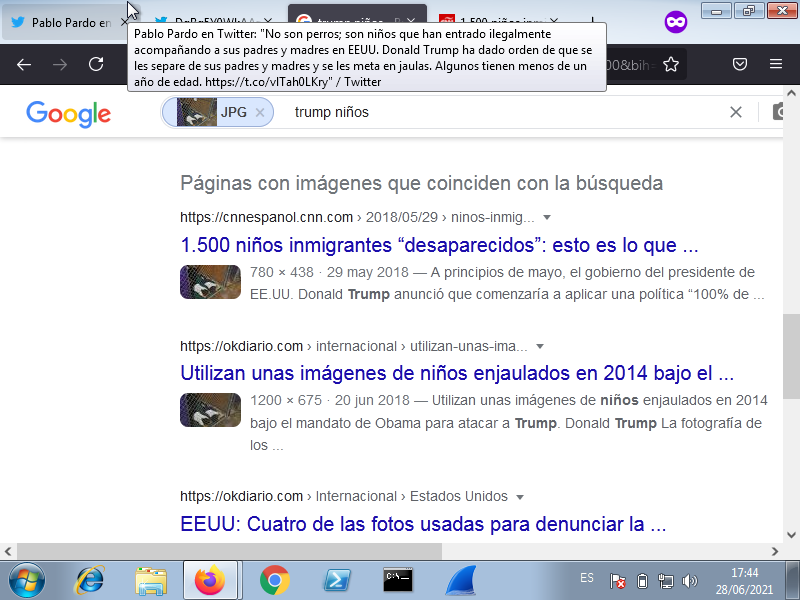 Pablo Pardo en
1.500 niños inm
Pablo Pardo en Twitter: "No son perros; son niños que han entrado ilegalmente
acompañando a sus padres y madres en EEUU. Donald Trump ha dado orden de que se
les separe de sus padres y madres y se les meta en jaulas. Algunos tienen menos de un
año de edad. https://t.co/vITah0LKry" / Twitter
00&bih=
Google
JPG
trump niños
Páginas con imágenes que coinciden con la búsqueda
https://cnnespanol.cnn.com › 2018/05/29 › ninos-inmig...
1.500 niños inmigrantes “desaparecidos”: esto es lo que ...
780 × 438 · 29 may 2018 — A principios de mayo, el gobierno del presidente de
EE.UU. Donald Trump anunció que comenzaría a aplicar una política “100% de ...
https://okdiario.com › internacional › utilizan-unas-ima...
Utilizan unas imágenes de niños enjaulados en 2014 bajo el ...
1200 × 675 · 20 jun 2018 — Utilizan unas imágenes de niños enjaulados en 2014
bajo el mandato de Obama para atacar a Trump. Donald Trump La fotografía de
los ...
https://okdiario.com › Internacional › Estados Unidos
EEUU: Cuatro de las fotos usadas para denunciar la ...
C:\_
ES
17:44
28/06/2021